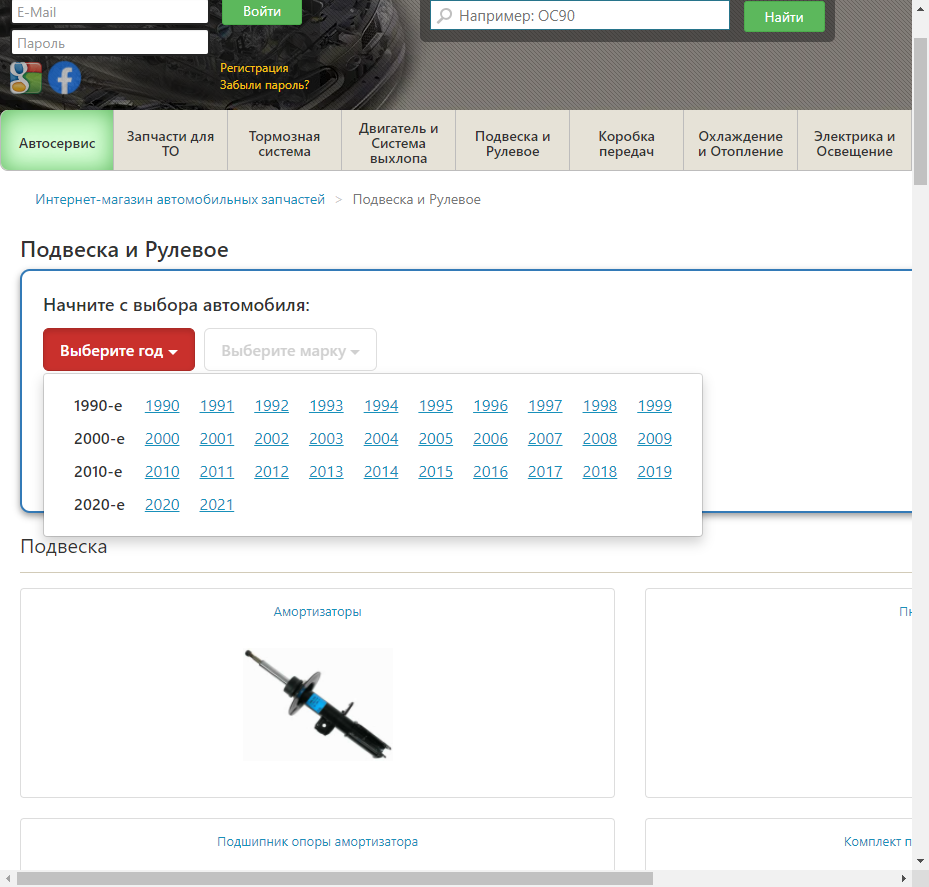 E-Mail
Войти
Пароль
Регистрация
Забыли пароль?
Например: OC90
Найти
Автосервис
Запчасти для
ТО
Тормозная
система
Двигатель и
Система
выхлопа
Подвеска и
Рулевое
Коробка
передач
Охлаждение
и Отопление
Электрика и
Освещение
Интернет-магазин автомобильных запчастей > Подвеска и Рулевое
Подвеска и Рулевое
Начните с выбора автомобиля:
Выберите год
Выберите марку
1990-е 1990 1991 1992 1993 1994 1995 1996 1997 1998 1999
2000-е 2000 2001 2002 2003 2004 2005 2006 2007 2008 2009
2010-е 2010 2011 2012 2013 2014 2015 2016 2017 2018 2019
2020-е 2020 2021
Подвеска
Амортизаторы
Подшипник опоры амортизатора
Комплект